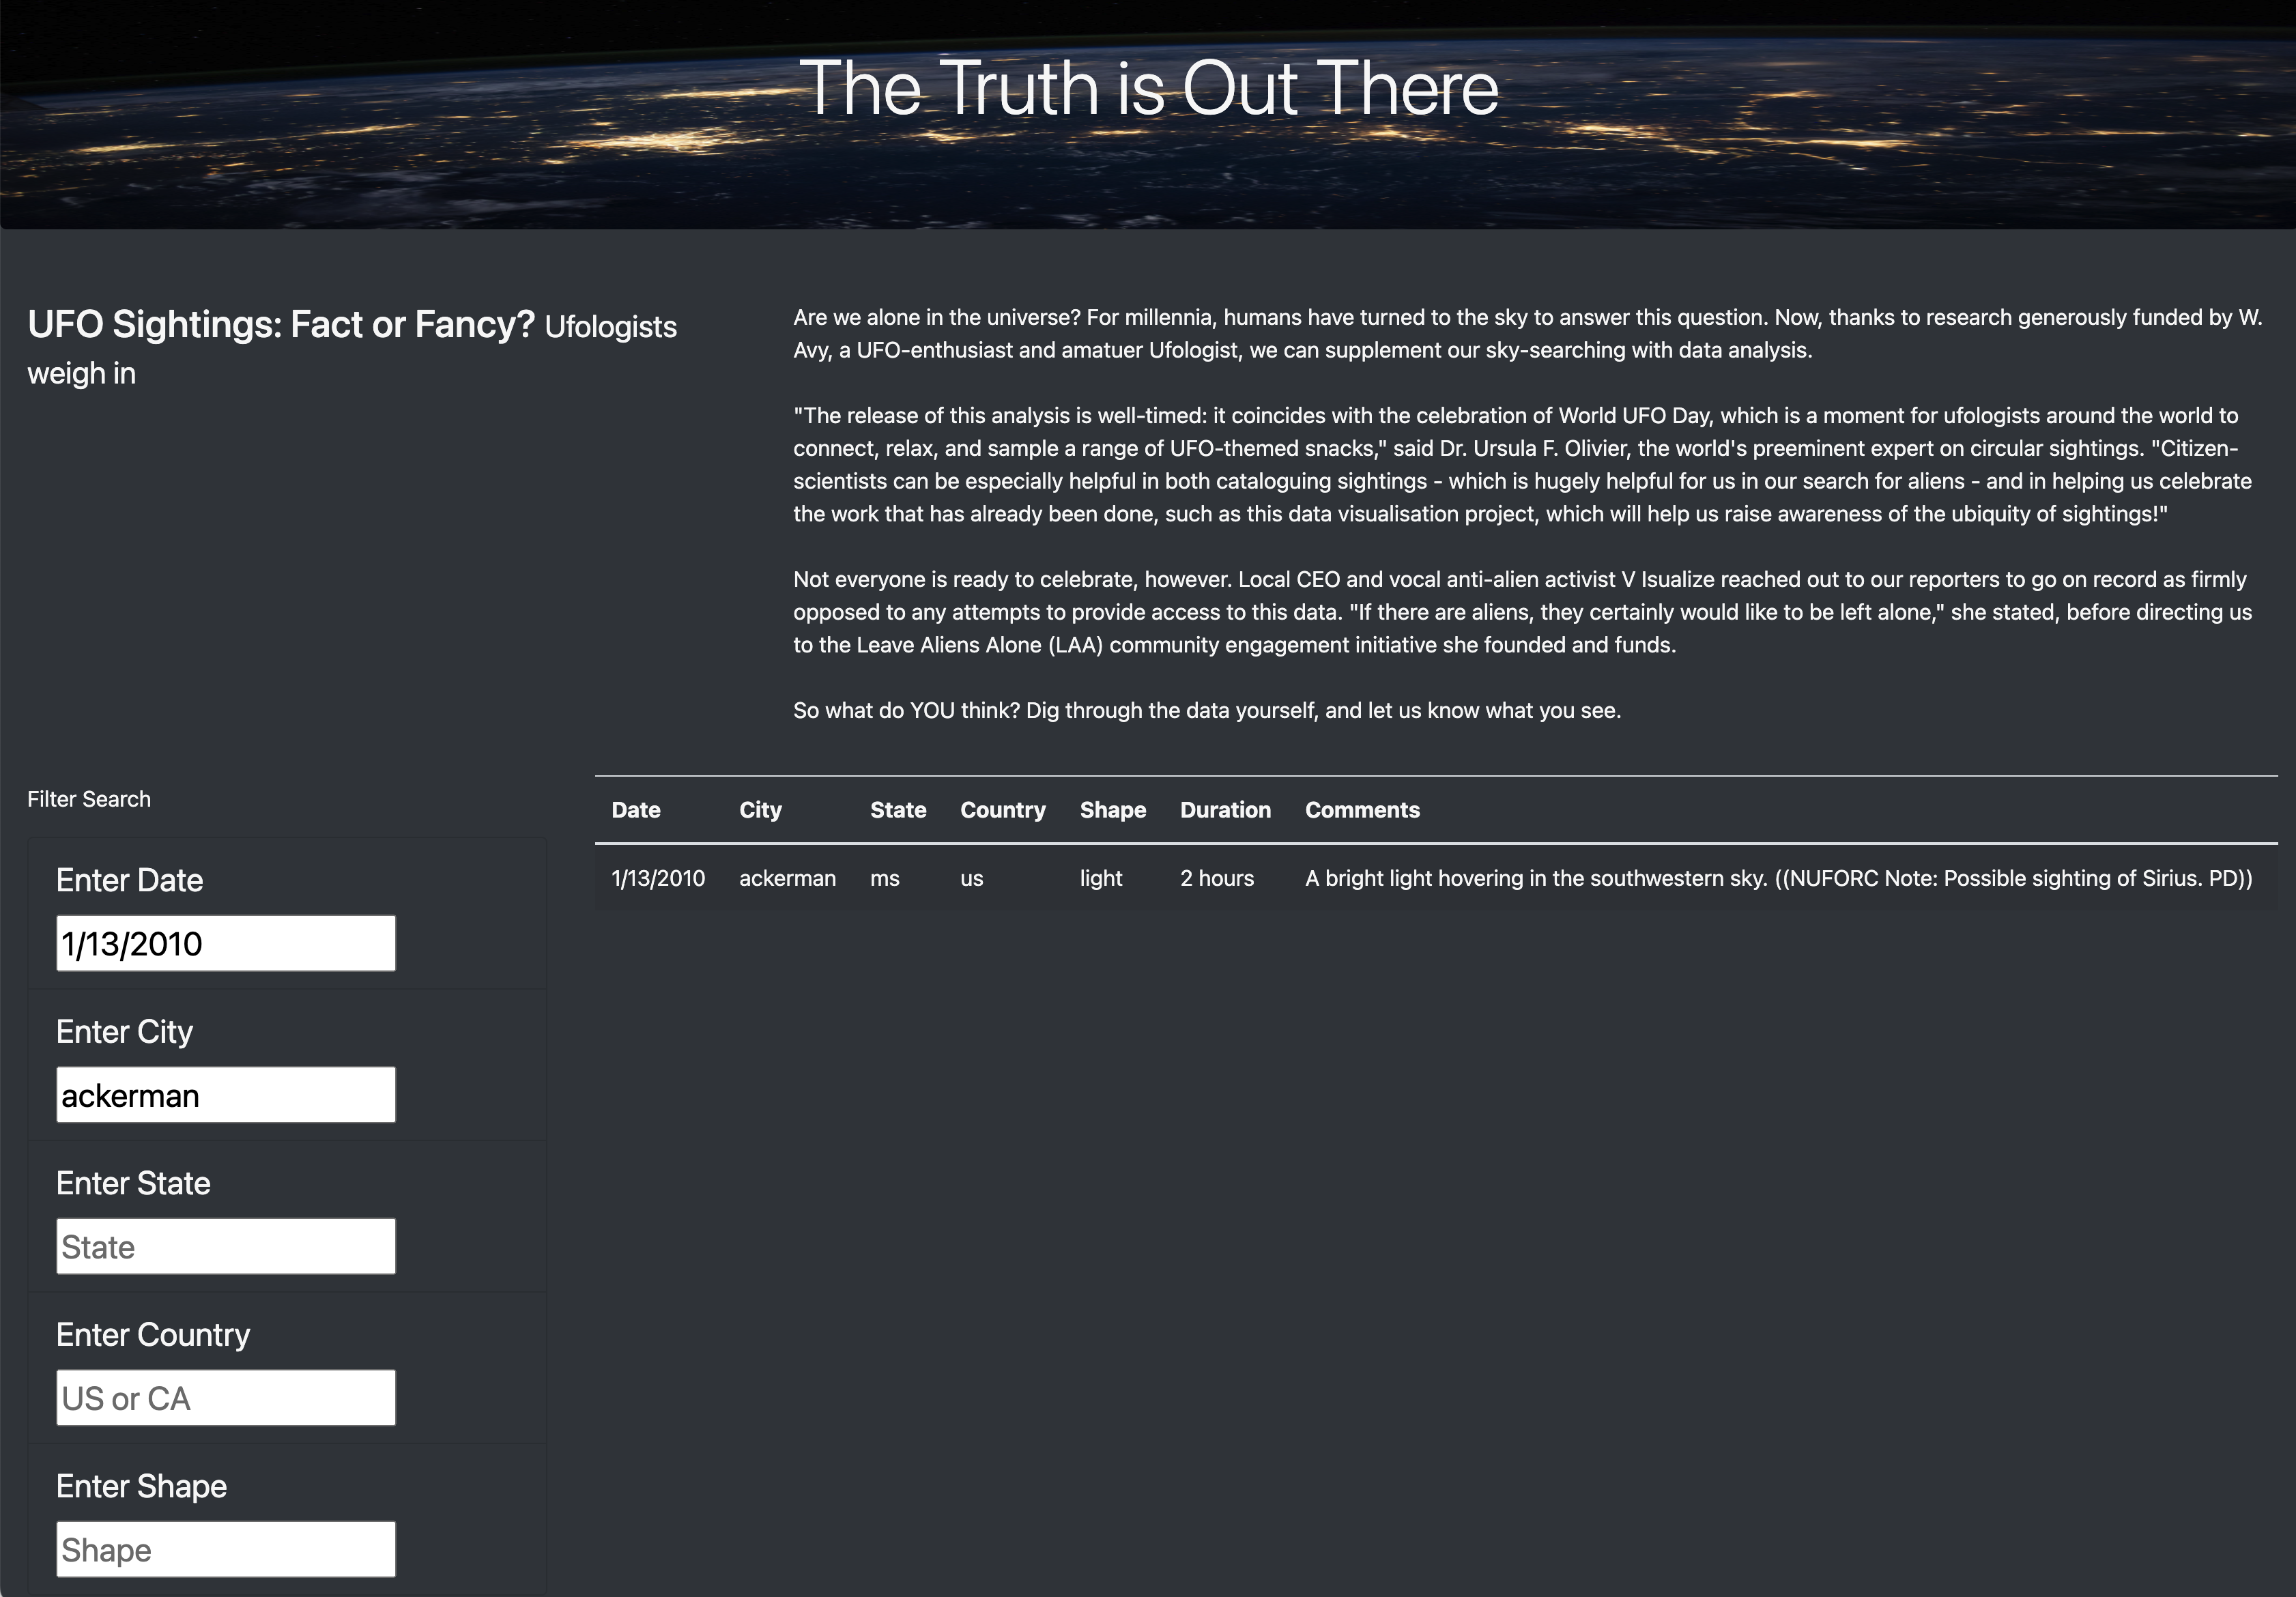 The Truth is Out There
UFO Sightings: Fact or Fancy? Ufologists
weigh in
Are we alone in the universe? For millennia, humans have turned to the sky to answer this question. Now, thanks to research generously funded by W.
Avy, a UFO-enthusiast and amatuer Ufologist, we can supplement our sky-searching with data analysis.
"The release of this analysis is well-timed: it coincides with the celebration of World UFO Day, which is a moment for ufologists around the world to
connect, relax, and sample a range of UFO-themed snacks," said Dr. Ursula F. Olivier, the world's preeminent expert on circular sightings. "Citizen-
scientists can be especially helpful in both cataloguing sightings - which is hugely helpful for us in our search for aliens - and in helping us celebrate
the work that has already been done, such as this data visualisation project, which will help us raise awareness of the ubiquity of sightings!"
Not everyone is ready to celebrate, however. Local CEO and vocal anti-alien activist V Isualize reached out to our reporters to go on record as firmly
opposed to any attempts to provide access to this data. "If there are aliens, they certainly would like to be left alone," she stated, before directing us
to the Leave Aliens Alone (LAA) community engagement initiative she founded and funds.
So what do YOU think? Dig through the data yourself, and let us know what you see.
Filter Search
Enter Date
1/13/2010
Enter City
ackerman
Enter State
State
Enter Country
US or CA
Enter Shape
Shape
Date City State Country Shape Duration Comments
1/13/2010 ackerman ms us light 2 hours A bright light hovering in the southwestern sky. ((NUFORC Note: Possible sighting of Sirius. PD))